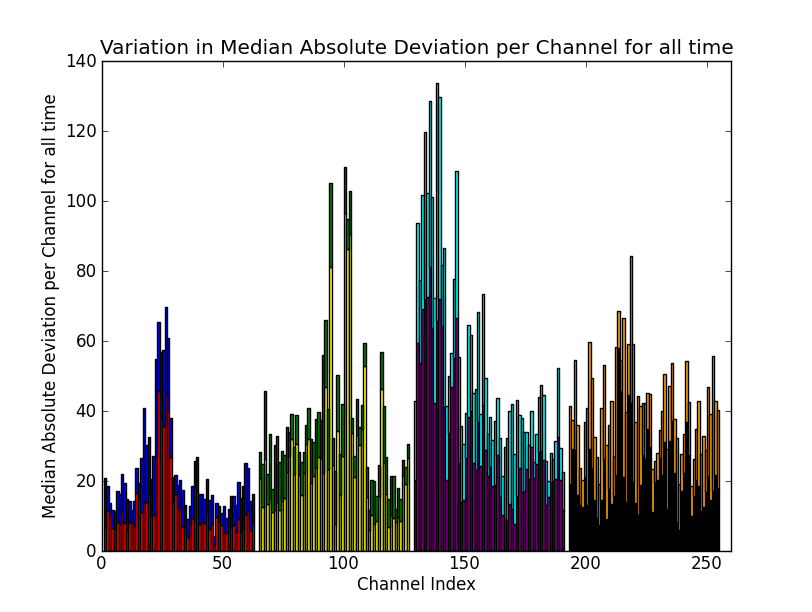 Variation in Median Absolute Deviation per Channel for all time
Median Absolute Deviation per Channel for all time
140
120
100
80
60
40
20
0
0 50 100 150 200 250
Channel Index